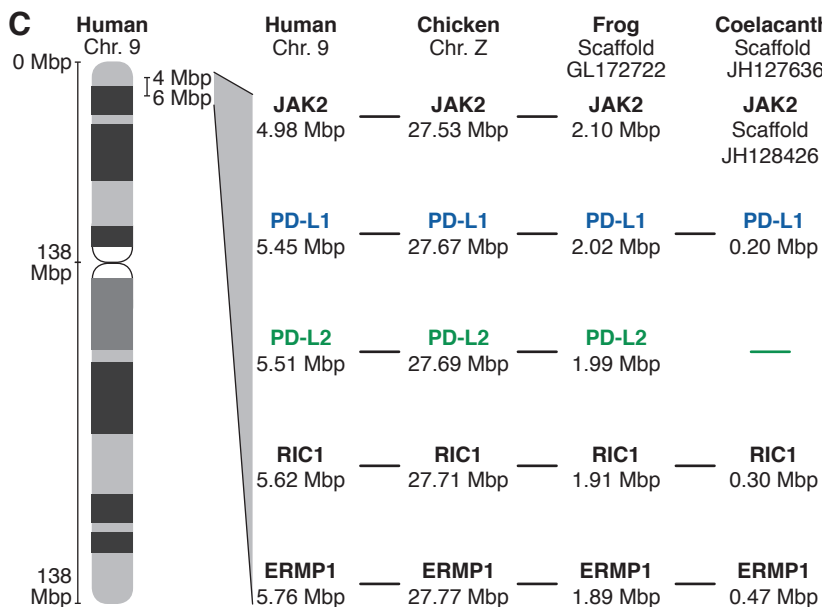 C
Human
Chr. 9
0 Mbp
4 Mbp
6 Mbp
138
Mbp
138
Mbp
Human Chicken Frog Coelacanth
Chr. 9 Chr. Z Scaffold Scaffold
GL172722 JH127636
JAK2 JAK2 JAK2 JAK2
4.98 Mbp 27.53 Mbp 2.10 Mbp Scaffold
JH128426
PD-L1 PD-L1 PD-L1 PD-L1
5.45 Mbp 27.67 Mbp 2.02 Mbp 0.20 Mbp
PD-L2 PD-L2 PD-L2
5.51 Mbp 27.69 Mbp 1.99 Mbp
RIC1 RIC1 RIC1 RIC1
5.62 Mbp 27.71 Mbp 1.91 Mbp 0.30 Mbp
ERMP1 ERMP1 ERMP1 ERMP1
5.76 Mbp 27.77 Mbp 1.89 Mbp 0.47 Mbp